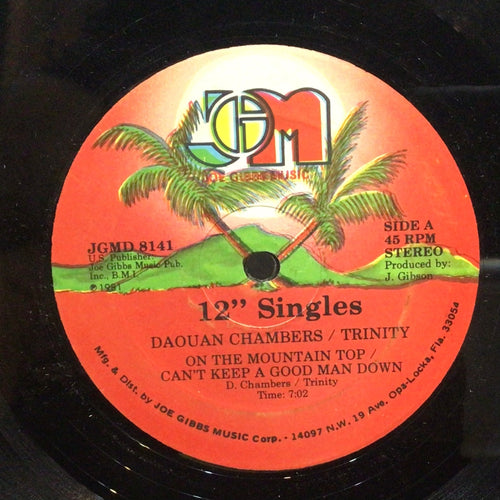 JGM
JOE GIBBS MUSIC
JGMD 8141
U.S. Publisher:
Joe Gibbs Music Pub.
Inc., B.M.I.
℗ 1981
SIDE A
45 RPM
STEREO
Produced by:
J. Gibson
12” Singles
DAOUAN CHAMBERS / TRINITY
ON THE MOUNTAIN TOP /
CAN'T KEEP A GOOD MAN DOWN
D. Chambers / Trinity
Time: 7:02
Mfg. & Dist. by JOE GIBBS MUSIC Corp. - 14097 N.W. 19 Ave. Opa-Locka, Fla. 33054